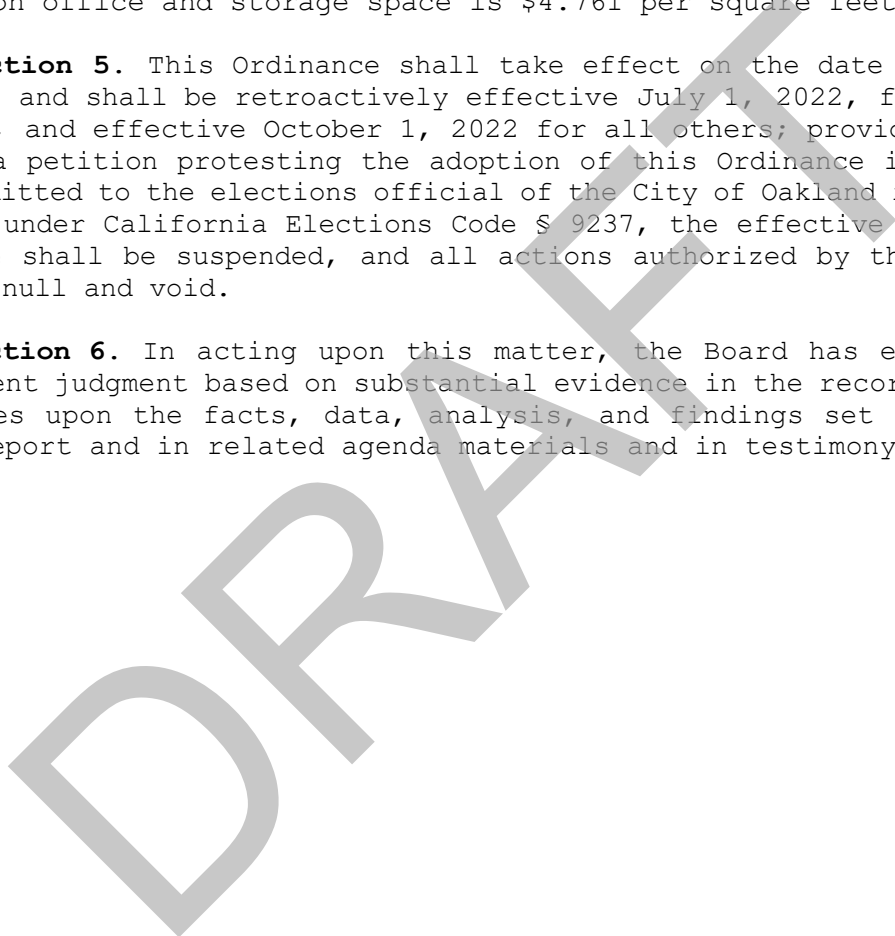 on office and storage space is $4.761 per square feet
ction 5. This Ordinance shall take effect on the date
and shall be retroactively effective July 1, 2022, f
, and effective October 1, 2022 for all others; provid
a petition protesting the adoption of this Ordinance i
itted to the elections official of the City of Oakland
under California Elections Code § 9237, the effective
shall be suspended, and all actions authorized by th
null and void.
ction 6. In acting upon this matter, the Board has e
ent judgment based on substantial evidence in the recor
es upon the facts, data, analysis, and findings set
eport and in related agenda materials and in testimony
DRAFT